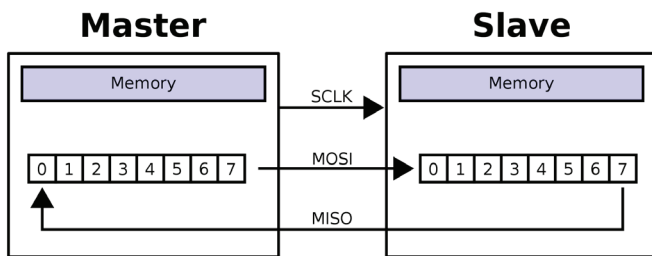 Master Slave
Memory Memory
SCLK
0 1 2 3 4 5 6 7 MOSI 0 1 2 3 4 5 6 7
MISO